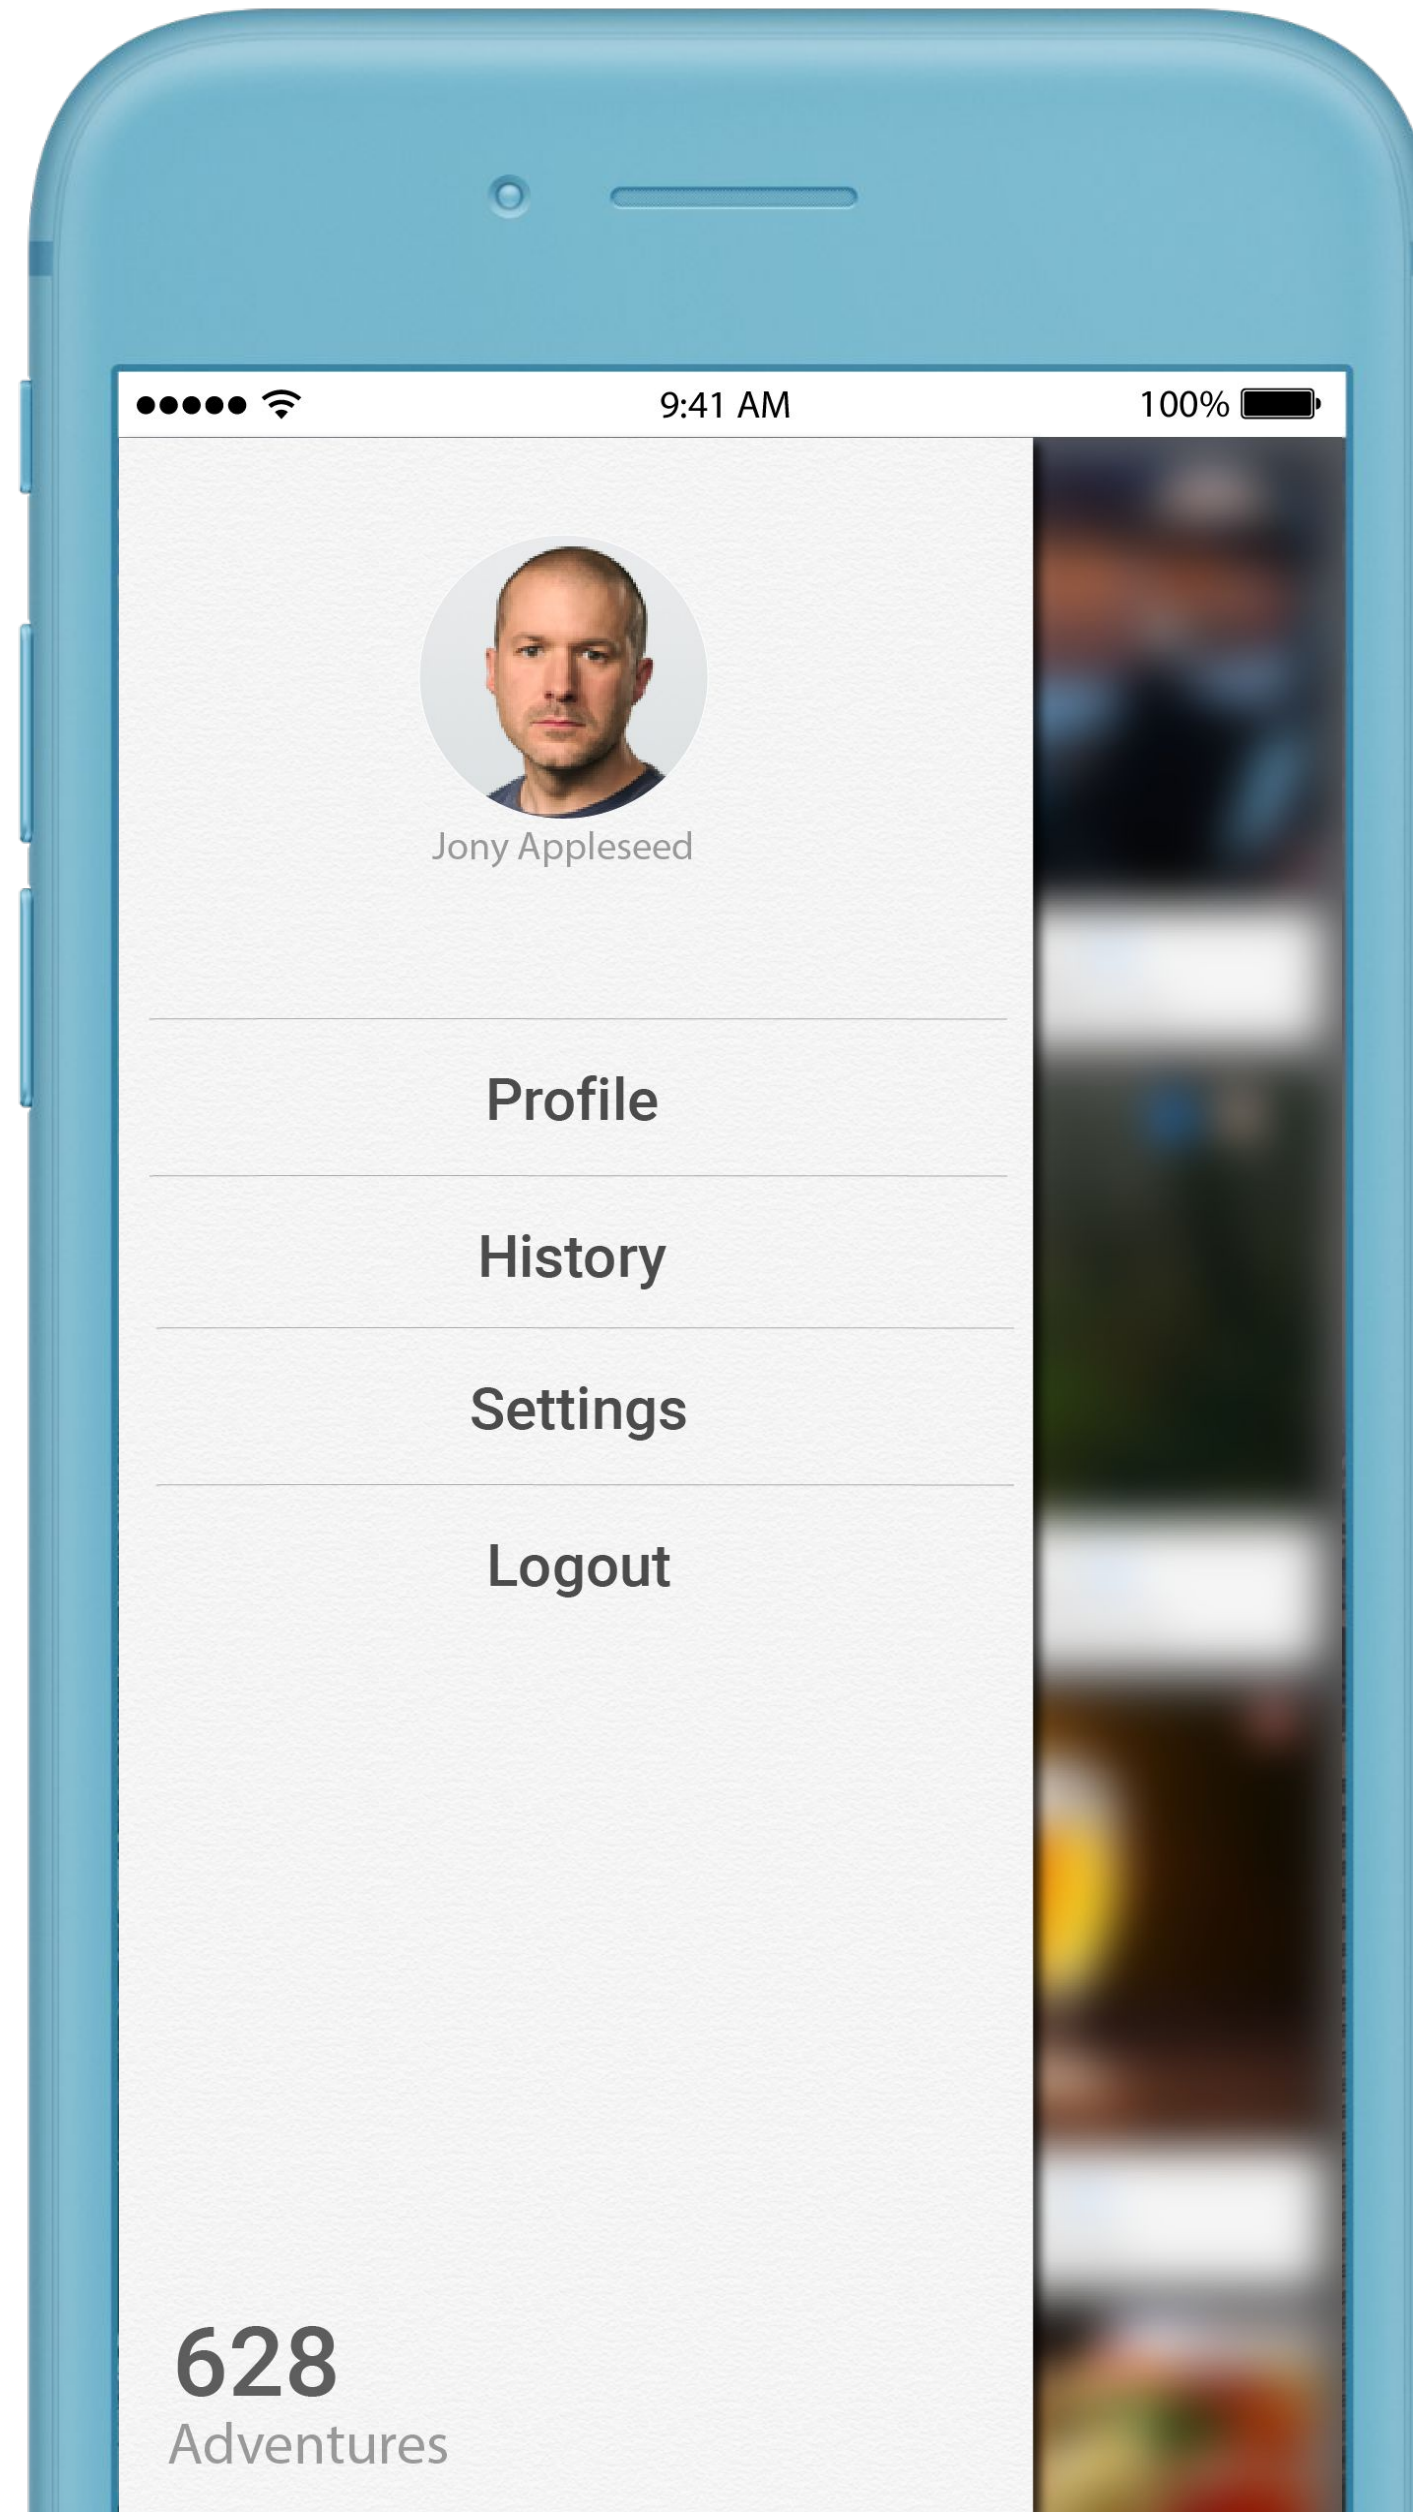 9:41 AM
100%
Jony Appleseed
Profile
History
Settings
Logout
628
Adventures